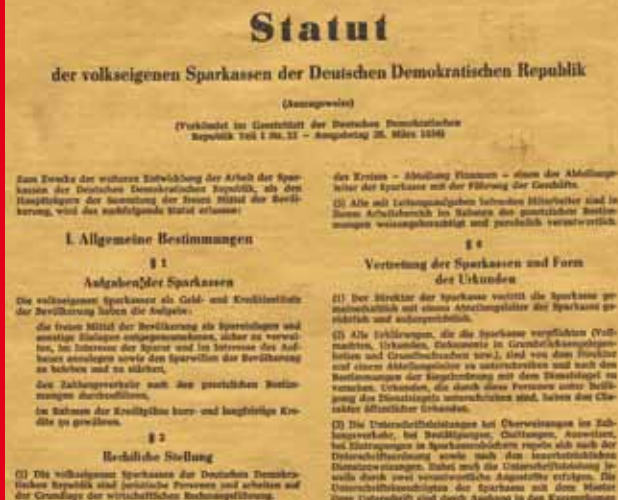 Statut
der volkseigenen Sparkassen der Deutschen Demokratischen Republik
(Auszugsweise)
(Verkündet im Gesetzblatt der Deutschen Demokratischen
Republik Teil I Nr. — Ausgabetag 28. März 1956)
Zum Zwecke der weiteren Entwicklung der Arbeit der Spar-
kassen der Deutschen Demokratischen Republik, als den
Hauptträgern der Sammlung der freien Mittel der Bevöl-
kerung, wird das nachfolgende Statut erlassen:
I. Allgemeine Bestimmungen
§ 1
Aufgaben der Sparkassen
Die volkseigenen Sparkassen als Geld- und Kreditinstitute
der Bevölkerung haben die Aufgabe:
die freien Mittel der Bevölkerung als Spareinlagen und
sonstige Einlagen entgegenzunehmen, sicher zu verwal-
ten, im Interesse der Sparer und im Interesse des Auf-
baues anzulegen sowie den Sparwillen der Bevölkerung
zu beleben und zu stärken,
den Zahlungsverkehr nach den gesetzlichen Bestim-
mungen durchzuführen,
im Rahmen der Kreditpläne kurz- und langfristige Kre-
dite zu gewähren.
§ 2
Rechtliche Stellung
(1) Die volkseigenen Sparkassen der Deutschen Demokra-
tischen Republik sind juristische Personen und arbeiten auf
der Grundlage der wirtschaftlichen Rechnungsführung.
des Kreises – Abteilung Finanzen – einen der Abteilungs-
leiter der Sparkasse mit der Führung der Geschäfte.
(5) Alle mit Leitungsaufgaben betrauten Mitarbeiter sind in
ihrem Arbeitsbereich im Rahmen der gesetzlichen Bestim-
mungen weisungsberechtigt und persönlich verantwortlich.
§ 6
Vertretung der Sparkassen und Form
der Urkunden
(1) Der Direktor der Sparkasse vertritt die Sparkasse ge-
meinschaftlich mit einem Abteilungsleiter der Sparkasse ge-
richtlich und außergerichtlich.
(2) Alle Erklärungen, die die Sparkasse verpflichten (Voll-
machten, Urkunden, Dokumente in Grundstücksangelegen-
heiten und Grundbuchsachen usw.), sind von dem Direktor
und einem Abteilungsleiter zu unterschreiben und nach den
Bestimmungen der Siegelordnung mit dem Dienstsiegel zu
versehen. Urkunden, die durch diese Personen unter Beifü-
gung des Dienstsiegels unterschrieben sind, haben den Cha-
rakter öffentlicher Urkunden.
(3) Die Unterschriftsleistungen bei Überweisungen im Zah-
lungsverkehr, bei Bestätigungen, Quittungen, Ausweisen,
bei Eintragungen in Sparkassenbüchern regeln sich nach der
Unterschriftsordnung sowie nach den innerbetrieblichen
Dienstanweisungen. Dabei muß die Unterschriftsleistung je-
weils durch zwei verantwortliche Angestellte erfolgen. Die
der Sparkasse mit dem